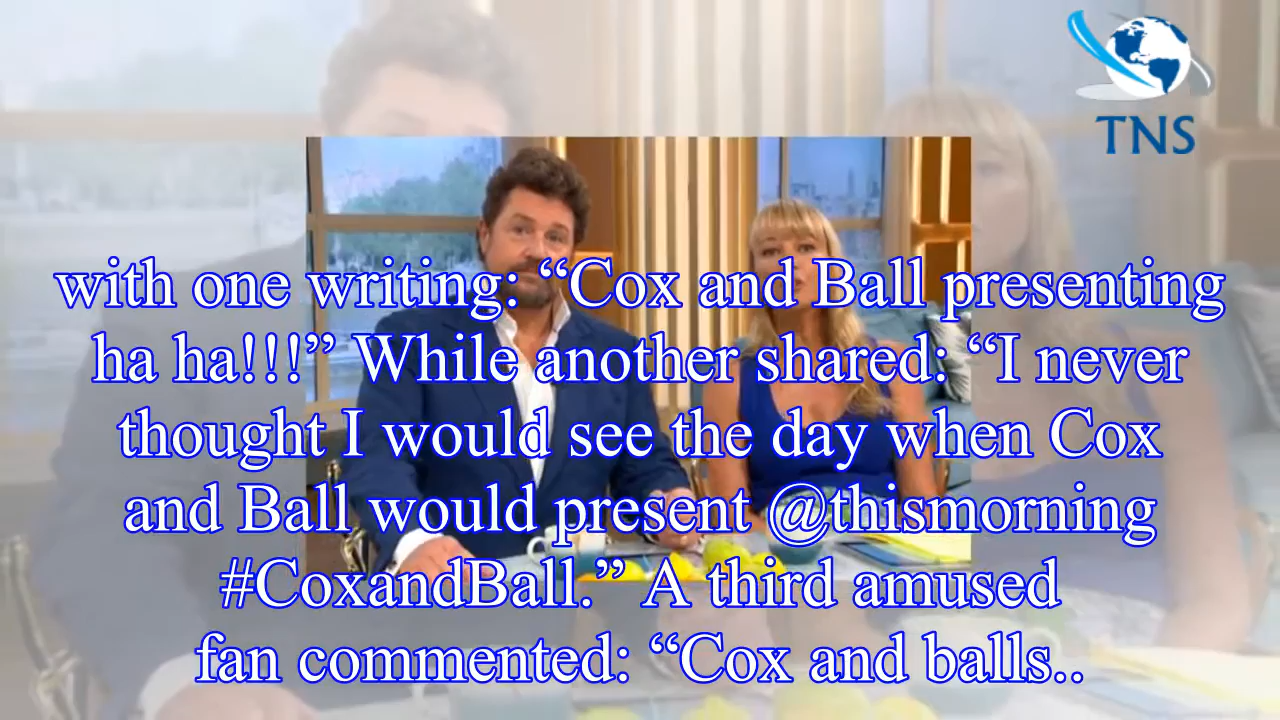 TNS
with one writing: “Cox and Ball presenting
ha ha!!!” While another shared: “I never
thought I would see the day when Cox
and Ball would present @thismorning
#CoxandBall.” A third amused
fan commented: “Cox and balls..